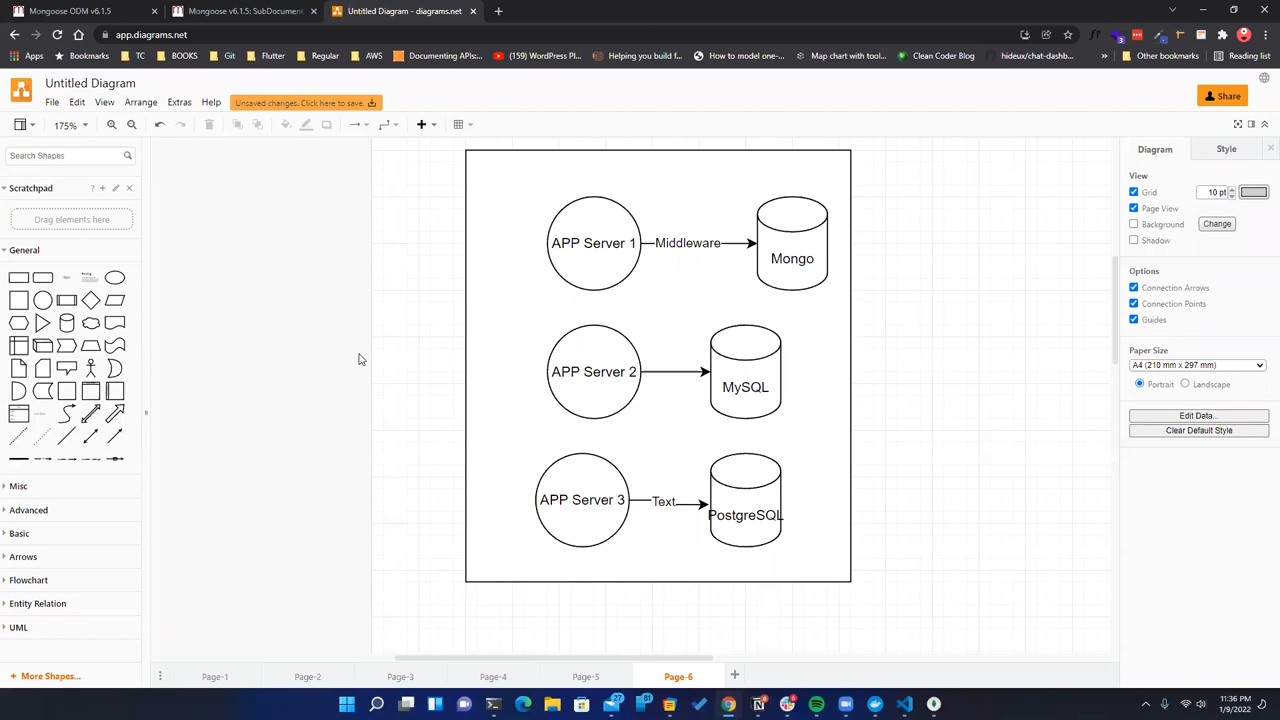 Mongoose ODM v6.1.5
Mongoose v6.1.5: SubDocument
Untitled Diagram - diagrams.net
app.diagrams.net
Apps
Bookmarks
TC
BOOKS
Git
Flutter
Regular
AWS
Documenting APIs:...
(159) WordPress Pl...
Helping you build f...
How to model one-...
Map chart with tool...
Clean Coder Blog
hideux/chat-dashb...
»
Other bookmarks
Reading list
Untitled Diagram
File Edit View Arrange Extras Help
Unsaved changes. Click here to save.
Share
175%
Search Shapes
Scratchpad
?
Drag elements here
General
Misc
Advanced
Basic
Arrows
Flowchart
Entity Relation
UML
+ More Shapes...
APP Server 1
Middleware
Mongo
APP Server 2
MySQL
APP Server 3
Text
PostgreSQL
Diagram
Style
View
Grid
10 pt
Page View
Background
Change
Shadow
Options
Connection Arrows
Connection Points
Guides
Paper Size
A4 (210 mm x 297 mm)
Portrait
Landscape
Edit Data...
Clear Default Style
Page-1
Page-2
Page-3
Page-4
Page-5
Page-6
27
81
11:36 PM
1/9/2022